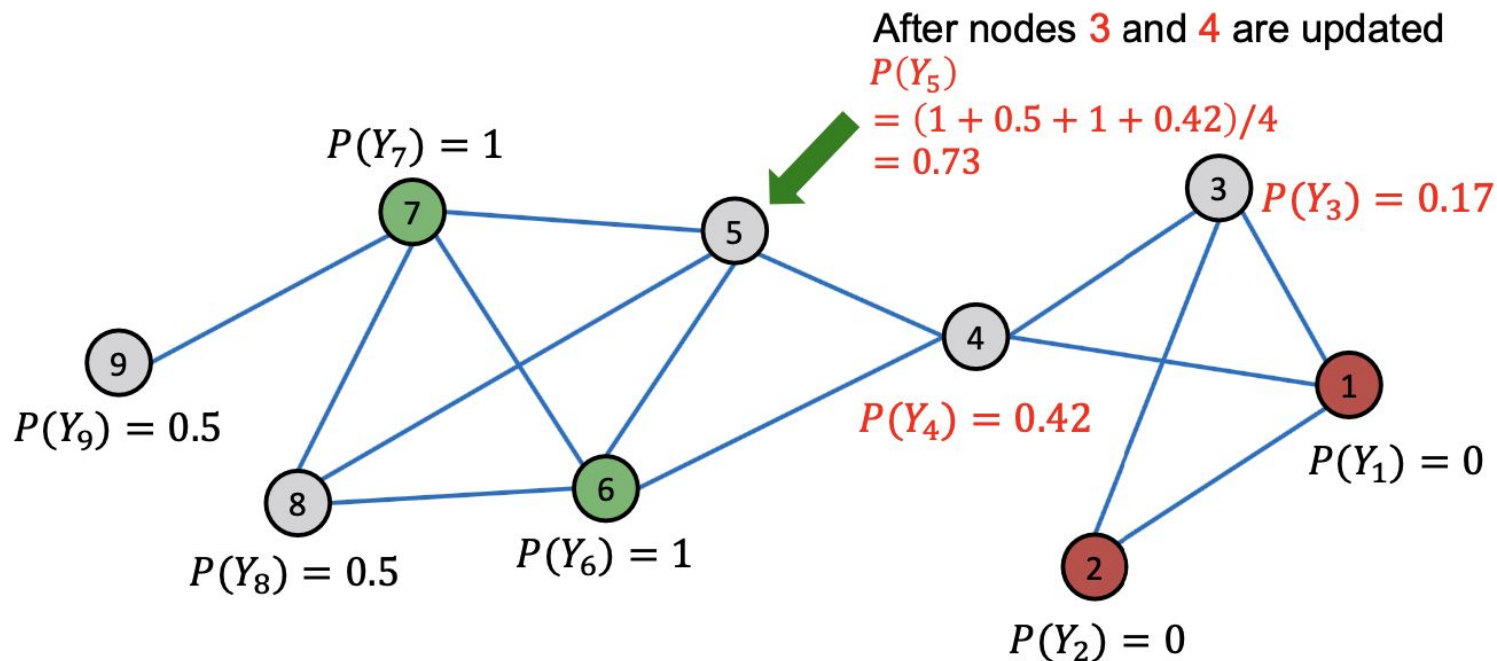 After nodes 3 and 4 are updated
P(Y₅)
= (1 + 0.5 + 1 + 0.42)/4
= 0.73
P(Y₇) = 1
7
5
3
P(Y₃) = 0.17
9
P(Y₉) = 0.5
4
P(Y₄) = 0.42
1
P(Y₁) = 0
8
P(Y₈) = 0.5
6
P(Y₆) = 1
2
P(Y₂) = 0